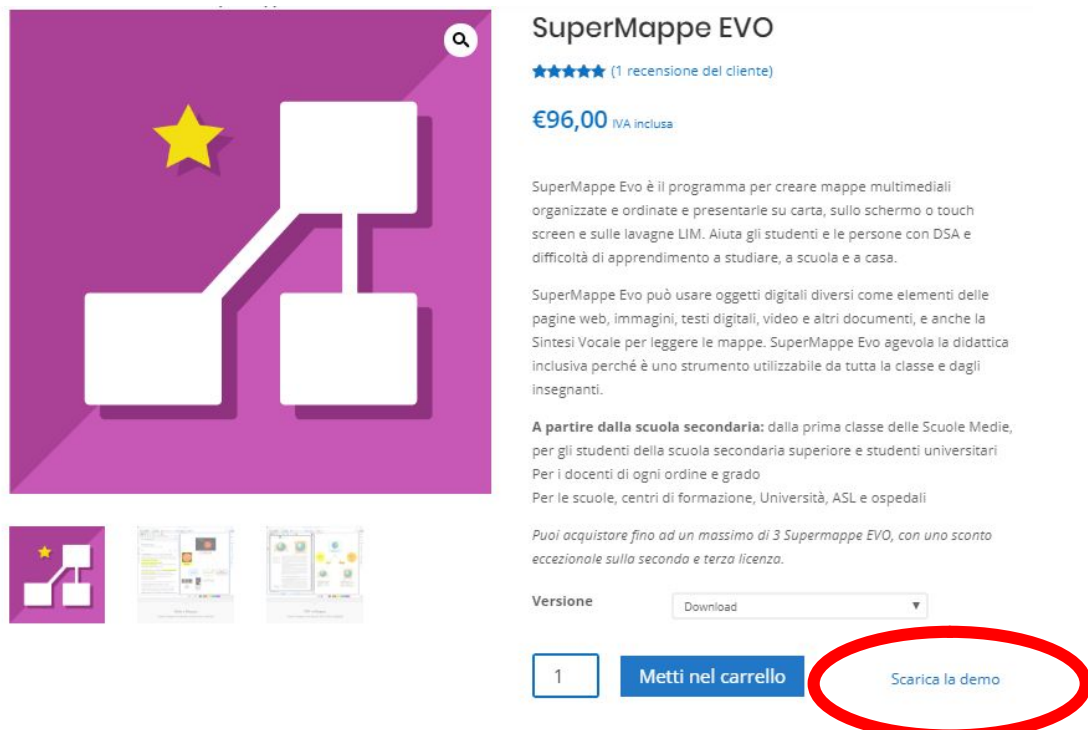 SuperMappe EVO
(1 recensione del cliente)
€96,00 IVA inclusa
SuperMappe Evo è il programma per creare mappe multimediali
organizzate e ordinate e presentarle su carta, sullo schermo o touch
screen e sulle lavagne LIM. Aiuta gli studenti e le persone con DSA e
difficoltà di apprendimento a studiare, a scuola e a casa.
SuperMappe Evo può usare oggetti digitali diversi come elementi delle
pagine web, immagini, testi digitali, video e altri documenti, e anche la
Sintesi Vocale per leggere le mappe. SuperMappe Evo agevola la didattica
inclusiva perché è uno strumento utilizzabile da tutta la classe e dagli
insegnanti.
A partire dalla scuola secondaria: dalla prima classe delle Scuole Medie,
per gli studenti della scuola secondaria superiore e studenti universitari
Per i docenti di ogni ordine e grado
Per le scuole, centri di formazione, Università, ASL e ospedali
Puoi acquistare fino ad un massimo di 3 Supermappe EVO, con uno sconto
eccezionale sulla seconda e terza licenza.
Versione Download
1 Metti nel carrello Scarica la demo